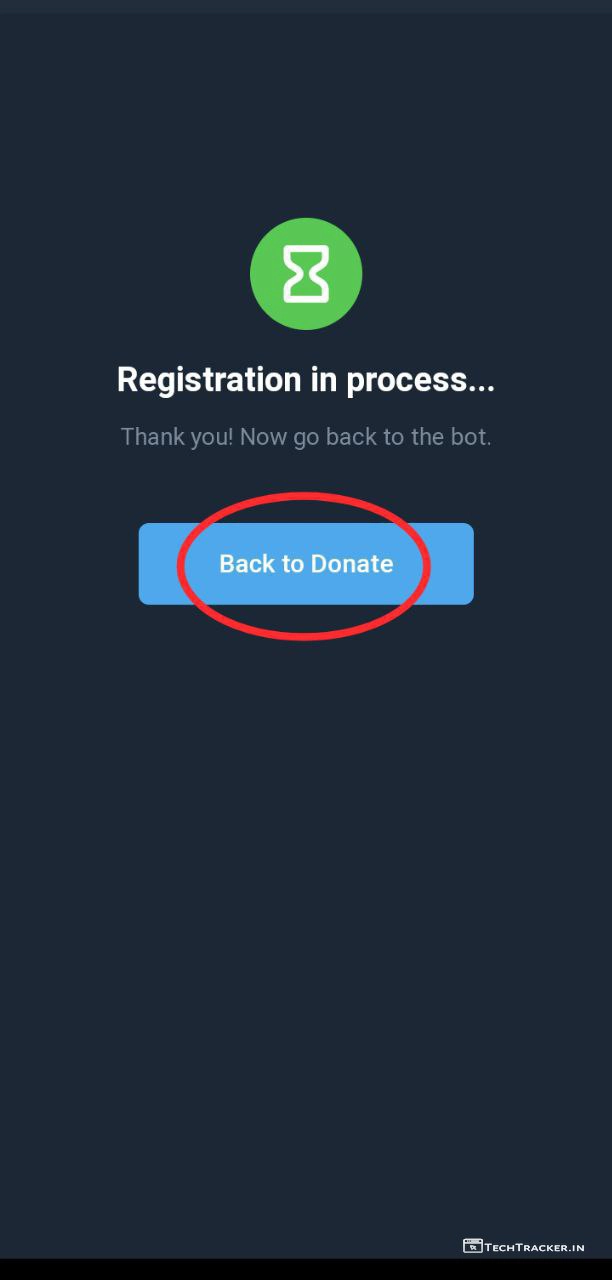 Registration in process...
Thank you! Now go back to the bot.
Back to Donate
TECHTRACKER.IN